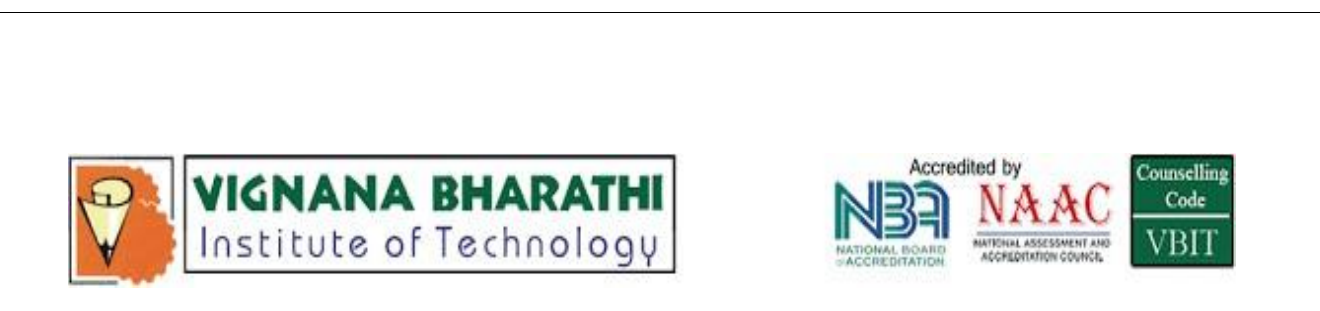 VIGNANA BHARATHI
Institute of Technology
Accredited by
NBA
NATIONAL BOARD
of ACCREDITATION
NAAC
NATIONAL ASSESSMENT AND
ACCREDITATION COUNCIL
Counselling
Code
VBIT